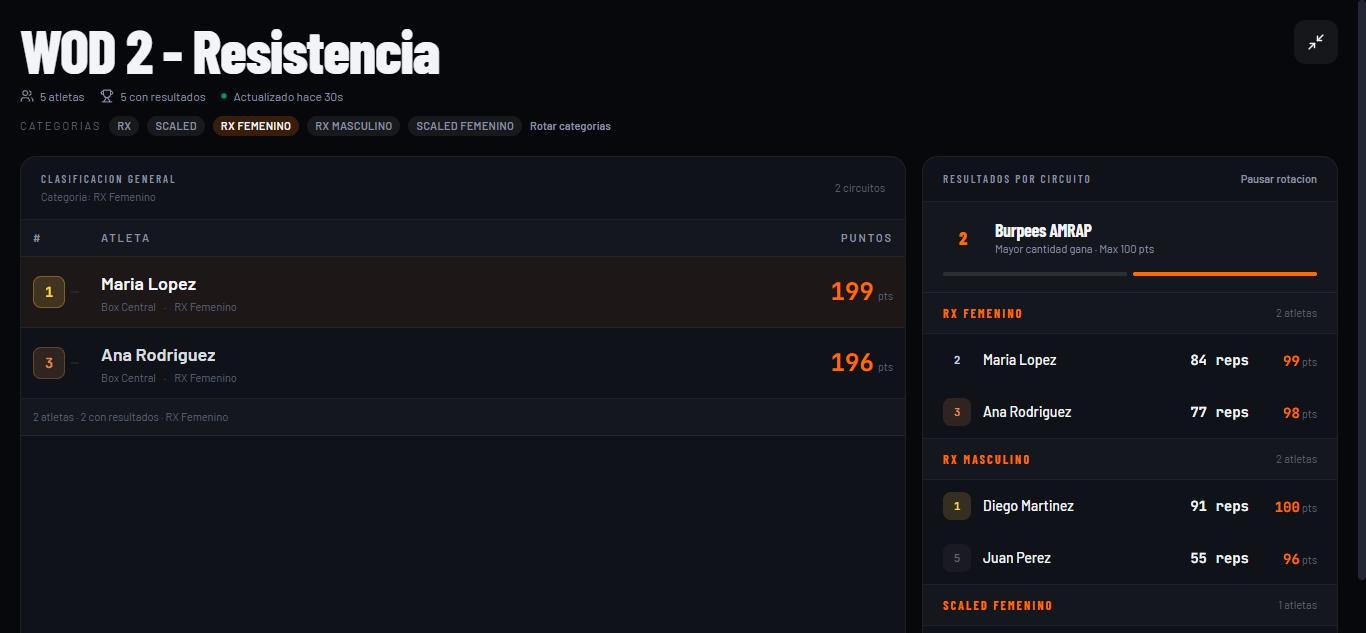 WOD 2 - Resistencia
5 atletas 5 con resultados Actualizado hace 30s
CATEGORIAS RX SCALED RX FEMENINO RX MASCULINO SCALED FEMENINO Rotar categorias
CLASIFICACION GENERAL
Categoria: RX Femenino
2 circuitos
# ATLETA PUNTOS
1 – Maria Lopez 199 pts
Box Central · RX Femenino
3 – Ana Rodriguez 196 pts
Box Central · RX Femenino
2 atletas · 2 con resultados · RX Femenino
RESULTADOS POR CIRCUITO Pausar rotacion
2 Burpees AMRAP
Mayor cantidad gana · Max 100 pts
RX FEMENINO 2 atletas
2 Maria Lopez 84 reps 99 pts
3 Ana Rodriguez 77 reps 98 pts
RX MASCULINO 2 atletas
1 Diego Martinez 91 reps 100 pts
5 Juan Perez 55 reps 96 pts
SCALED FEMENINO 1 atletas